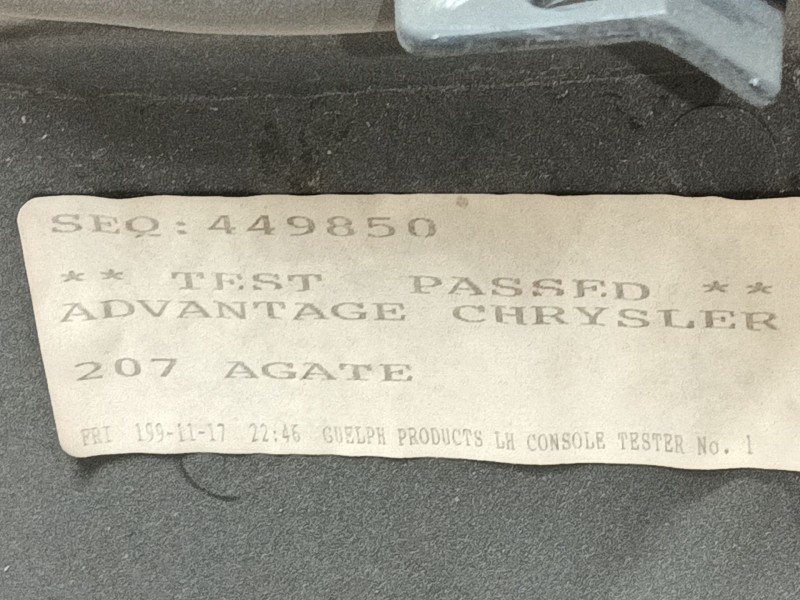 SEQ:449850
** TEST PASSED **
ADVANTAGE CHRYSLER
207 AGATE
FRI 199-11-17 22:46 GUELPH PRODUCTS LH CONSOLE TESTER No. 1